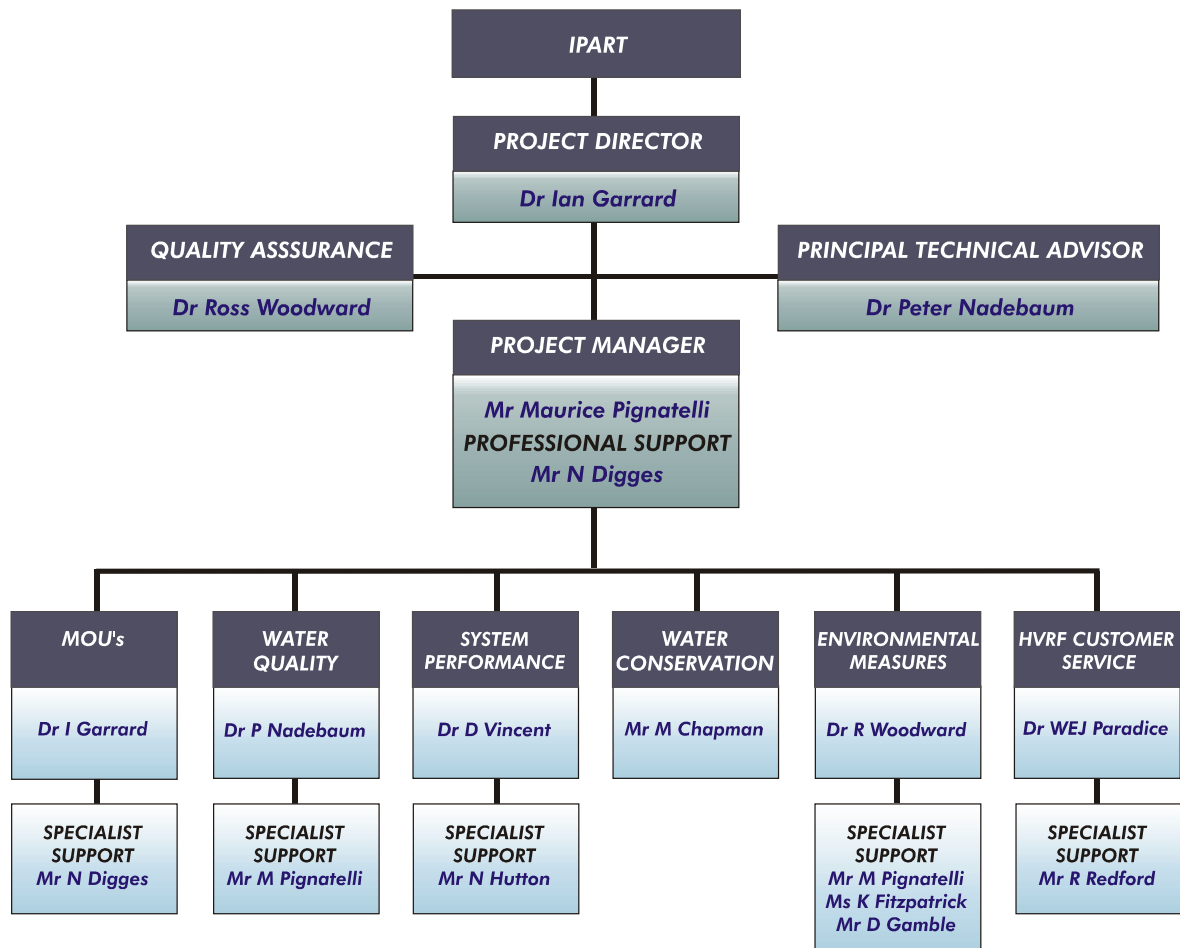 IPART
PROJECT DIRECTOR
Dr Ian Garrard
QUALITY ASSSURANCE
Dr Ross Woodward
PRINCIPAL TECHNICAL ADVISOR
Dr Peter Nadebaum
PROJECT MANAGER
Mr Maurice Pignatelli
PROFESSIONAL SUPPORT
Mr N Digges
MOU's
Dr I Garrard
SPECIALIST
SUPPORT
Mr N Digges
WATER
QUALITY
Dr P Nadebaum
SPECIALIST
SUPPORT
Mr M Pignatelli
SYSTEM
PERFORMANCE
Dr D Vincent
SPECIALIST
SUPPORT
Mr N Hutton
WATER
CONSERVATION
Mr M Chapman
ENVIRONMENTAL
MEASURES
Dr R Woodward
SPECIALIST
SUPPORT
Mr M Pignatelli
Ms K Fitzpatrick
Mr D Gamble
HVRF CUSTOMER
SERVICE
Dr WEJ Paradice
SPECIALIST
SUPPORT
Mr R Redford